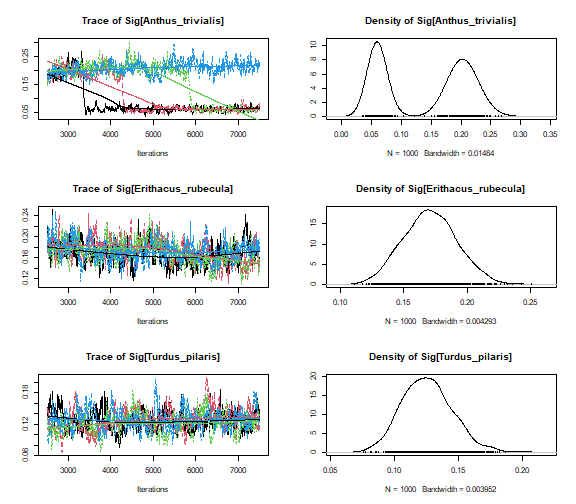 Trace of Sig[Anthus_trivialis]
0.05 0.15 0.25
3000 4000 5000 6000 7000
Iterations
Density of Sig[Anthus_trivialis]
0 2 4 6 8 10
0.00 0.05 0.10 0.15 0.20 0.25 0.30 0.35
N = 1000 Bandwidth = 0.01484
Trace of Sig[Erithacus_rubecula]
0.12 0.16 0.20 0.24
3000 4000 5000 6000 7000
Iterations
Density of Sig[Erithacus_rubecula]
0 5 10 15
0.10 0.15 0.20 0.25
N = 1000 Bandwidth = 0.004293
Trace of Sig[Turdus_pilaris]
0.06 0.12 0.18
3000 4000 5000 6000 7000
Iterations
Density of Sig[Turdus_pilaris]
0 5 10 15 20
0.05 0.10 0.15 0.20
N = 1000 Bandwidth = 0.003952